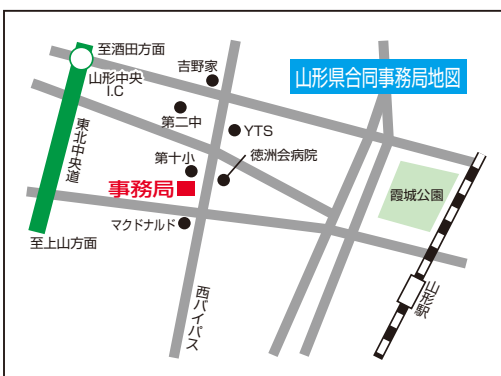 至酒田方面
吉野家
山形県合同事務局地図
山形中央
I.C
第二中
YTS
東北中央道
第十小
徳洲会病院
事務局
霞城公園
マクドナルド
至上山方面
西バイパス
山形駅